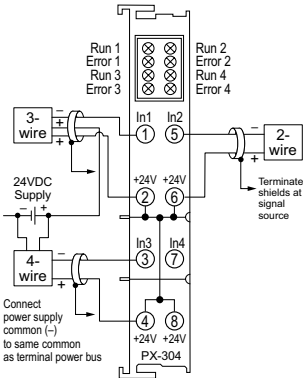 Run 1 Run 2
Error 1 Error 2
Run 3 Run 4
Error 3 Error 4
3-
wire
−
+
+
In1 In2
1 5
2-
wire
+24V +24V
2 6
Terminate
shields at
signal
source
24VDC
Supply
− +
4-
wire
−
+
In3 In4
3 7
Connect
power supply
common (–)
to same common
as terminal power bus
4 8
+24V +24V
PX-304